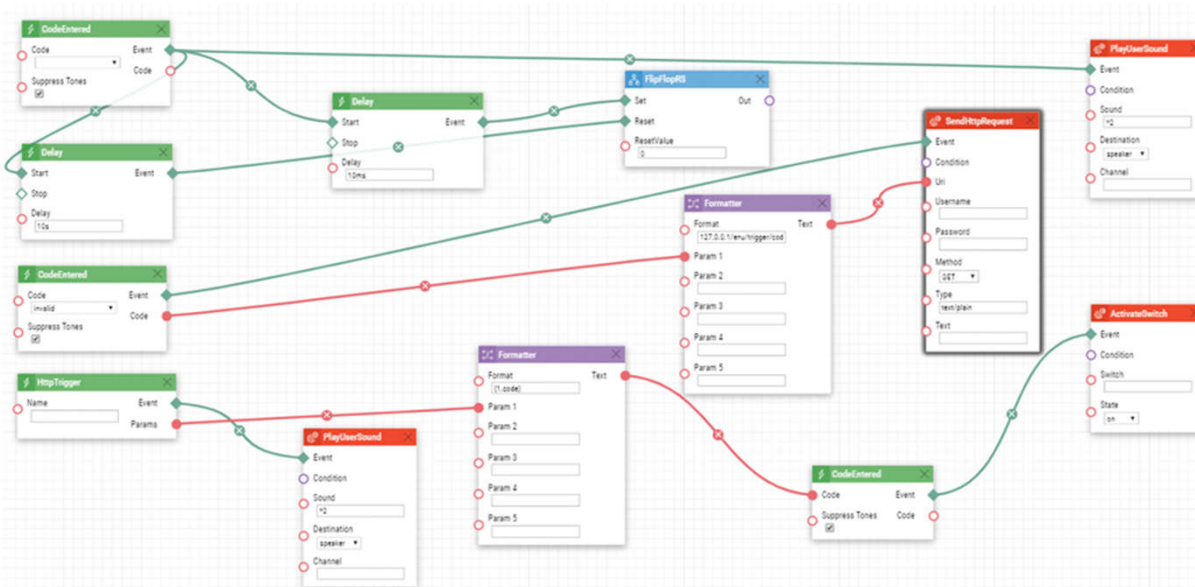 CodeEntered
Code
Event
Code
Suppress Tones
Delay
Start
Event
Stop
Delay
10s
Delay
Start
Event
Stop
Delay
10ms
FlipFlopRS
Set
Out
Reset
ResetValue
0
PlayUserSound
Event
Condition
Sound
Destination
speaker
Channel
SendHttpRequest
Event
Condition
Uri
Username
Password
Method
GET
Type
text/plain
Text
Formatter
Format
Text
127.0.0.1/enu/trigger/cod
Param 1
Param 2
Param 3
Param 4
Param 5
CodeEntered
Code
Event
invalid
Code
Suppress Tones
HttpTrigger
Name
Event
Params
PlayUserSound
Event
Condition
Sound
Destination
speaker
Channel
Formatter
Format
Text
{1.code}
Param 1
Param 2
Param 3
Param 4
Param 5
CodeEntered
Code
Event
Suppress Tones
Code
ActivateSwitch
Event
Condition
Switch
State
on